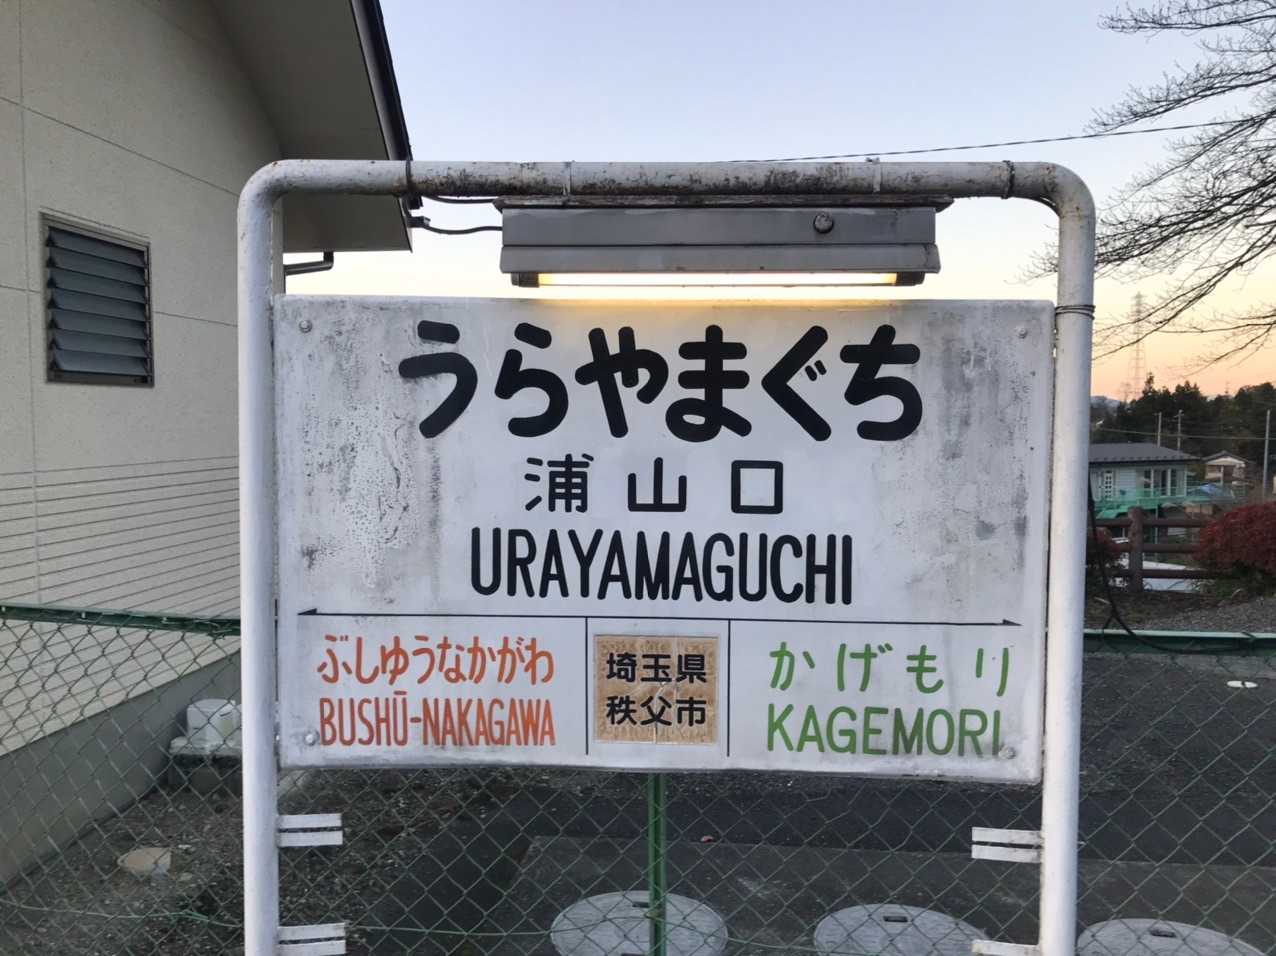 うらやまぐち
浦山口
URAYAMAGUCHI
ぶしゅうなかがわ
BUSHŪ-NAKAGAWA
埼玉県
秩父市
かげもり
KAGEMORI